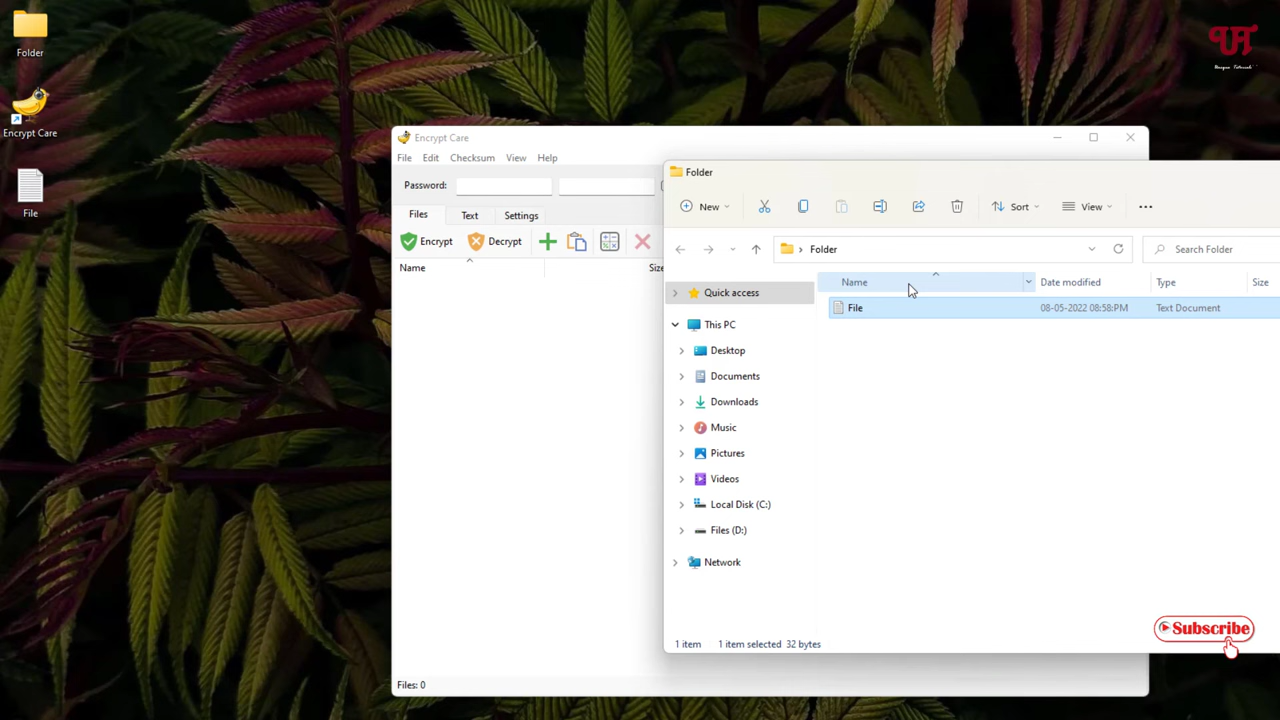 Folder
Encrypt Care
File
Unique Tutorials
Encrypt Care
File Edit Checksum View Help
Password:
Files Text Settings
Encrypt Decrypt
Name Size
Files: 0
Folder
New Sort View
Folder Search Folder
Name Date modified Type Size
File 08-05-2022 08:58:PM Text Document
Quick access
This PC
Desktop
Documents
Downloads
Music
Pictures
Videos
Local Disk (C:)
Files (D:)
Network
1 item 1 item selected 32 bytes
Subscribe